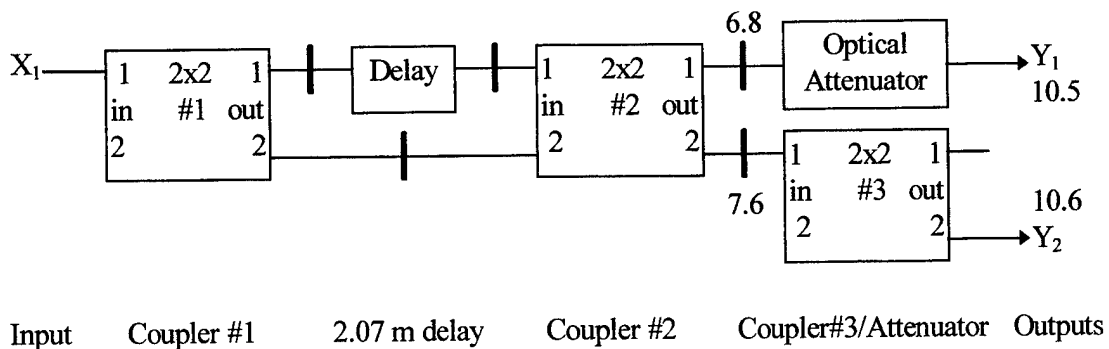 6.8
X1
1 2x2 1
in #1 out
2 2
Delay
1 2x2 1
in #2 out
2 2
Optical
Attenuator
Y1
10.5
7.6
1 2x2 1
in #3 out
2 2
10.6
Y2
Input Coupler #1 2.07 m delay Coupler #2 Coupler#3/Attenuator Outputs